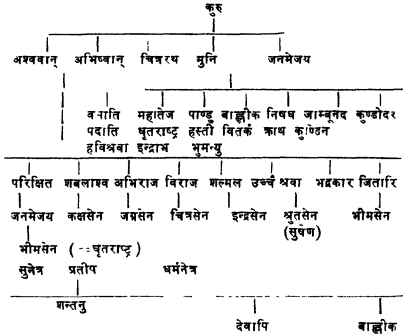 कुरु
अश्ववान् अभिष्वान् चित्ररथ मुनि जनमेजय
महातेज पाण्डु बाह्लीक निषध जाम्बूनद कुण्डोदर
पदाति धृतराष्ट्र हस्ती वितर्क क्राथ कुण्डिन
हविश्रवा इन्द्राभ भुमन्यु
परिक्षित शबलाश्व अभिराज विराज शल्मल उच्चैं श्रवा भद्रकार जितारि
जनमेजय कक्षसेन उग्रसेन चित्रसेन इन्द्रसेन श्रुतसेन भीमसेन
(सुषेण)
भीमसेन (--धृतराष्ट्र)
सुनेत्र प्रतीप धर्मनेत्र
शन्तनु
देवापि बाह्लीक